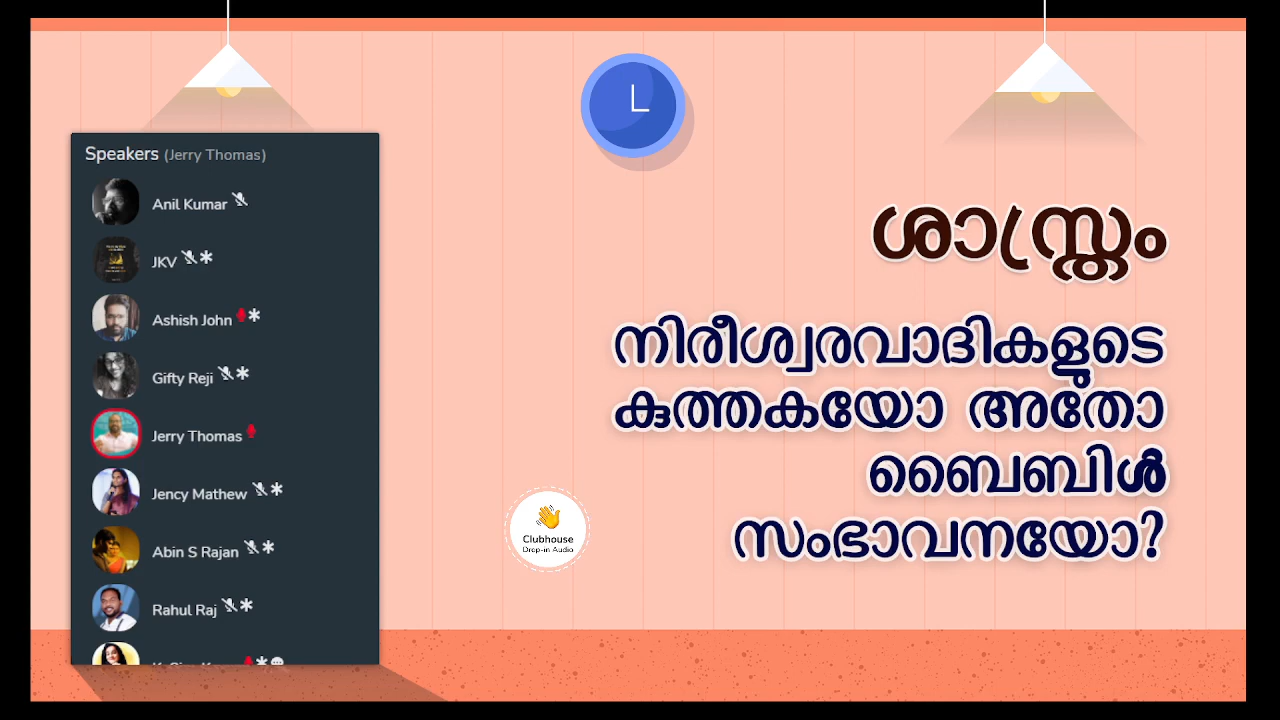 Speakers (Jerry Thomas)
Anil Kumar
JKV
Ashish John
Gifty Reji
Jerry Thomas
Jency Mathew
Abin S Rajan
Rahul Raj
ശാസ്ത്രം
നിരീശ്വരവാദികളുടെ
കുത്തകയോ അതോ
ബൈബിൾ
സംഭാവനയോ?
Clubhouse
Drop-in Audio